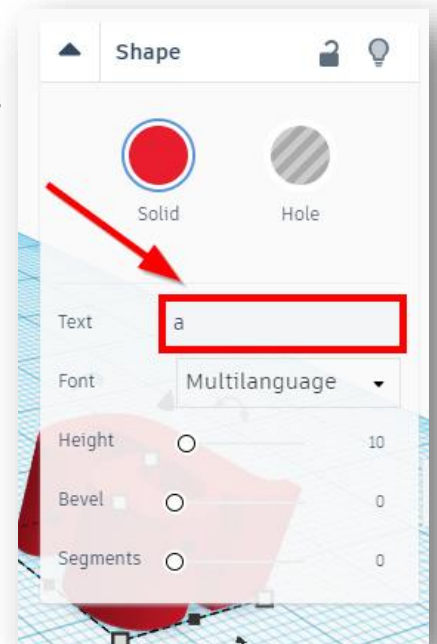 Shape
Solid Hole
Text a
Font Multilanguage
Height 10
Bevel 0
Segments 0